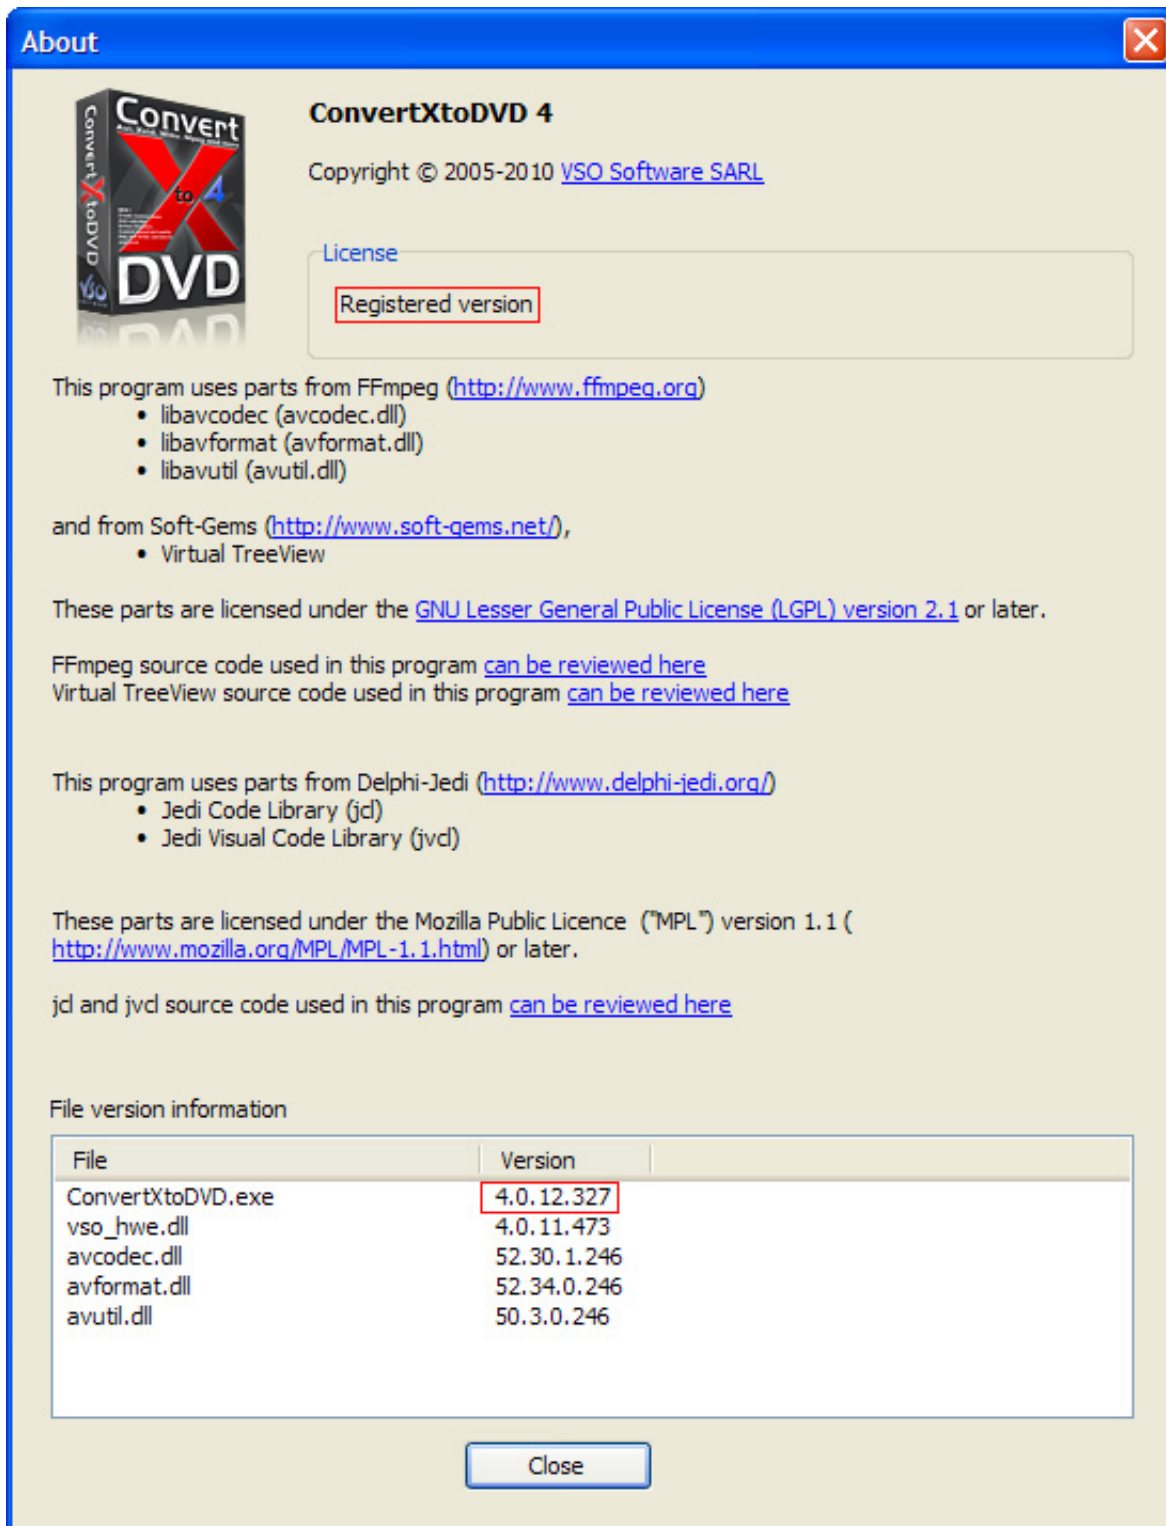 About
Convert
X
to
4
DVD
ConvertXtoDVD
vso
ConvertXtoDVD 4
Copyright © 2005-2010 VSO Software SARL
License
Registered version
This program uses parts from FFmpeg (http://www.ffmpeg.org)
• libavcodec (avcodec.dll)
• libavformat (avformat.dll)
• libavutil (avutil.dll)
and from Soft-Gems (http://www.soft-gems.net/),
• Virtual TreeView
These parts are licensed under the GNU Lesser General Public License (LGPL) version 2.1 or later.
FFmpeg source code used in this program can be reviewed here
Virtual TreeView source code used in this program can be reviewed here
This program uses parts from Delphi-Jedi (http://www.delphi-jedi.org/)
• Jedi Code Library (jcl)
• Jedi Visual Code Library (jvcl)
These parts are licensed under the Mozilla Public Licence ("MPL") version 1.1 (
http://www.mozilla.org/MPL/MPL-1.1.html) or later.
jcl and jvcl source code used in this program can be reviewed here
File version information
File Version
ConvertXtoDVD.exe 4.0.12.327
vso_hwe.dll 4.0.11.473
avcodec.dll 52.30.1.246
avformat.dll 52.34.0.246
avutil.dll 50.3.0.246
Close